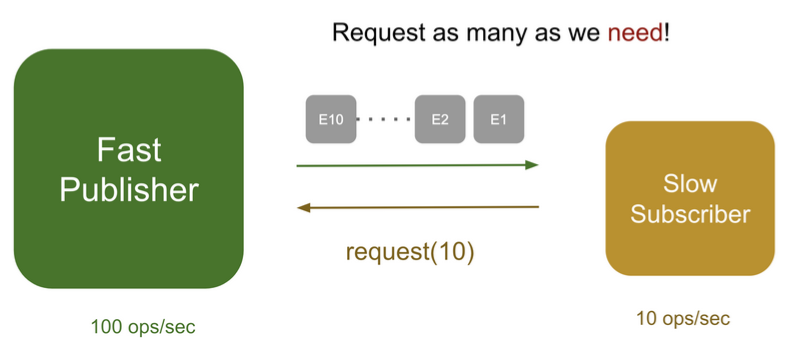 Request as many as we need!
Fast
Publisher
E10
E2
E1
Slow
Subscriber
request(10)
100 ops/sec
10 ops/sec